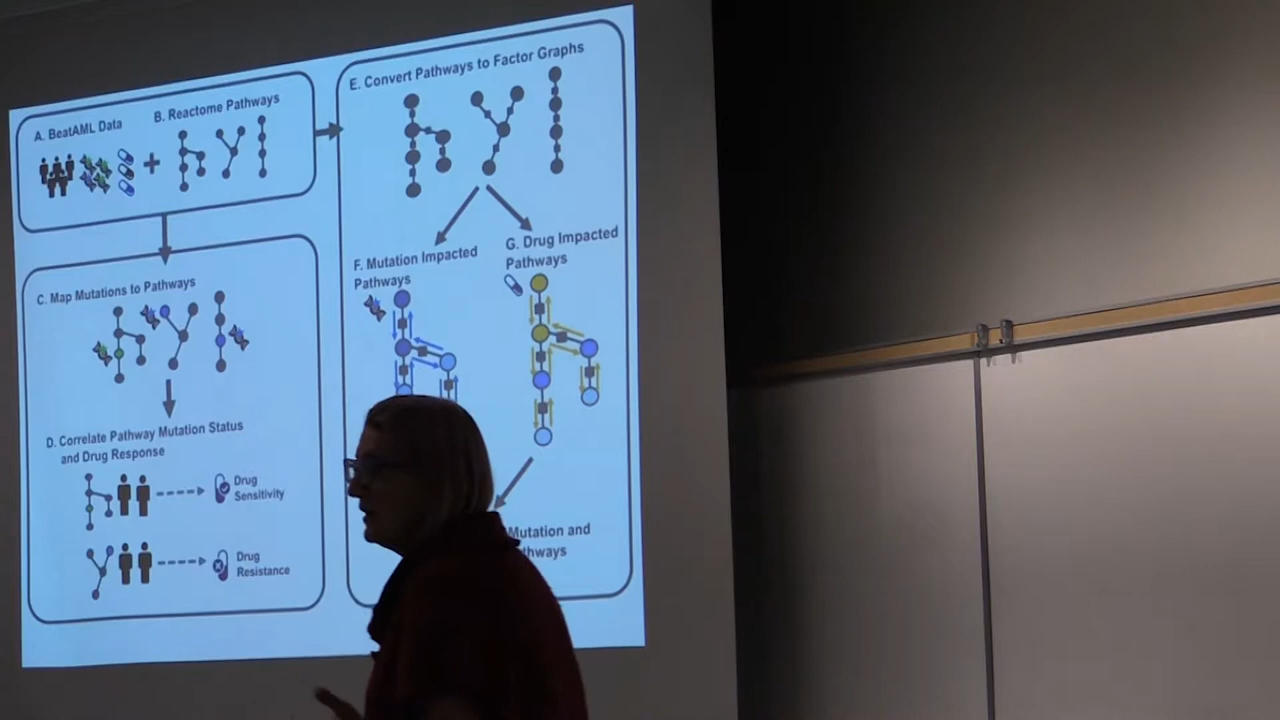 A. BeatAML Data
B. Reactome Pathways
C. Map Mutations to Pathways
D. Correlate Pathway Mutation Status
and Drug Response
Drug
Sensitivity
Drug
Resistance
E. Convert Pathways to Factor Graphs
F. Mutation Impacted
Pathways
G. Drug Impacted
Pathways
Mutation and
thways